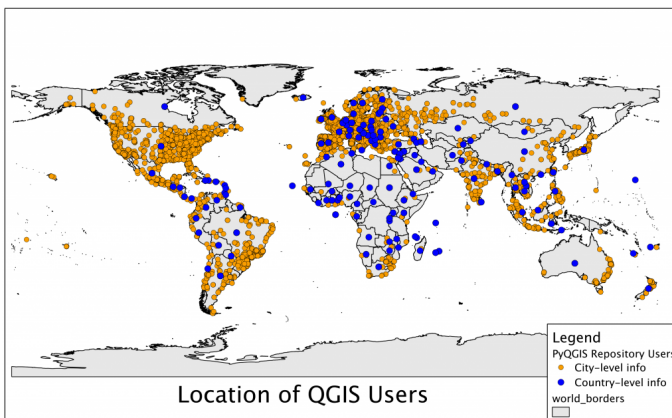 Location of QGIS Users
Legend
PyQGIS Repository Users
City-level info
Country-level info
world_borders